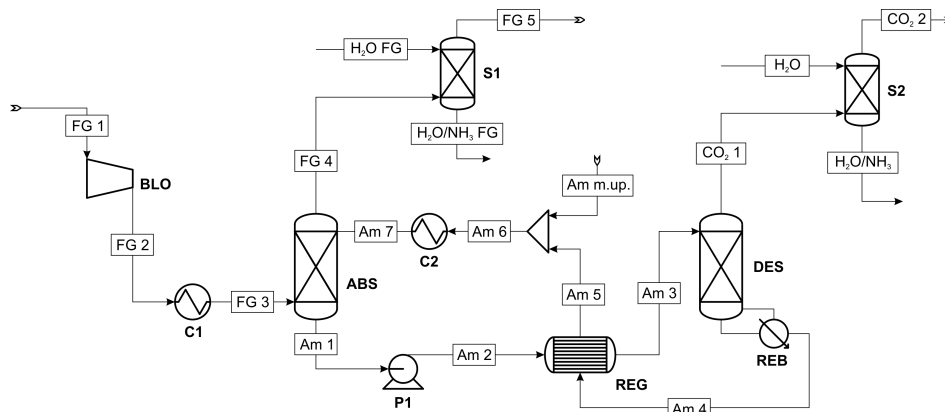 FG 5
CO₂ 2
H₂O FG
S1
H₂O
S2
FG 1
H₂O/NH₃ FG
CO₂ 1
FG 4
H₂O/NH₃
BLO
Am m.up.
FG 2
Am 7
Am 6
C2
DES
ABS
Am 5
Am 3
FG 3
C1
Am 1
Am 2
REB
REG
P1
Am 4